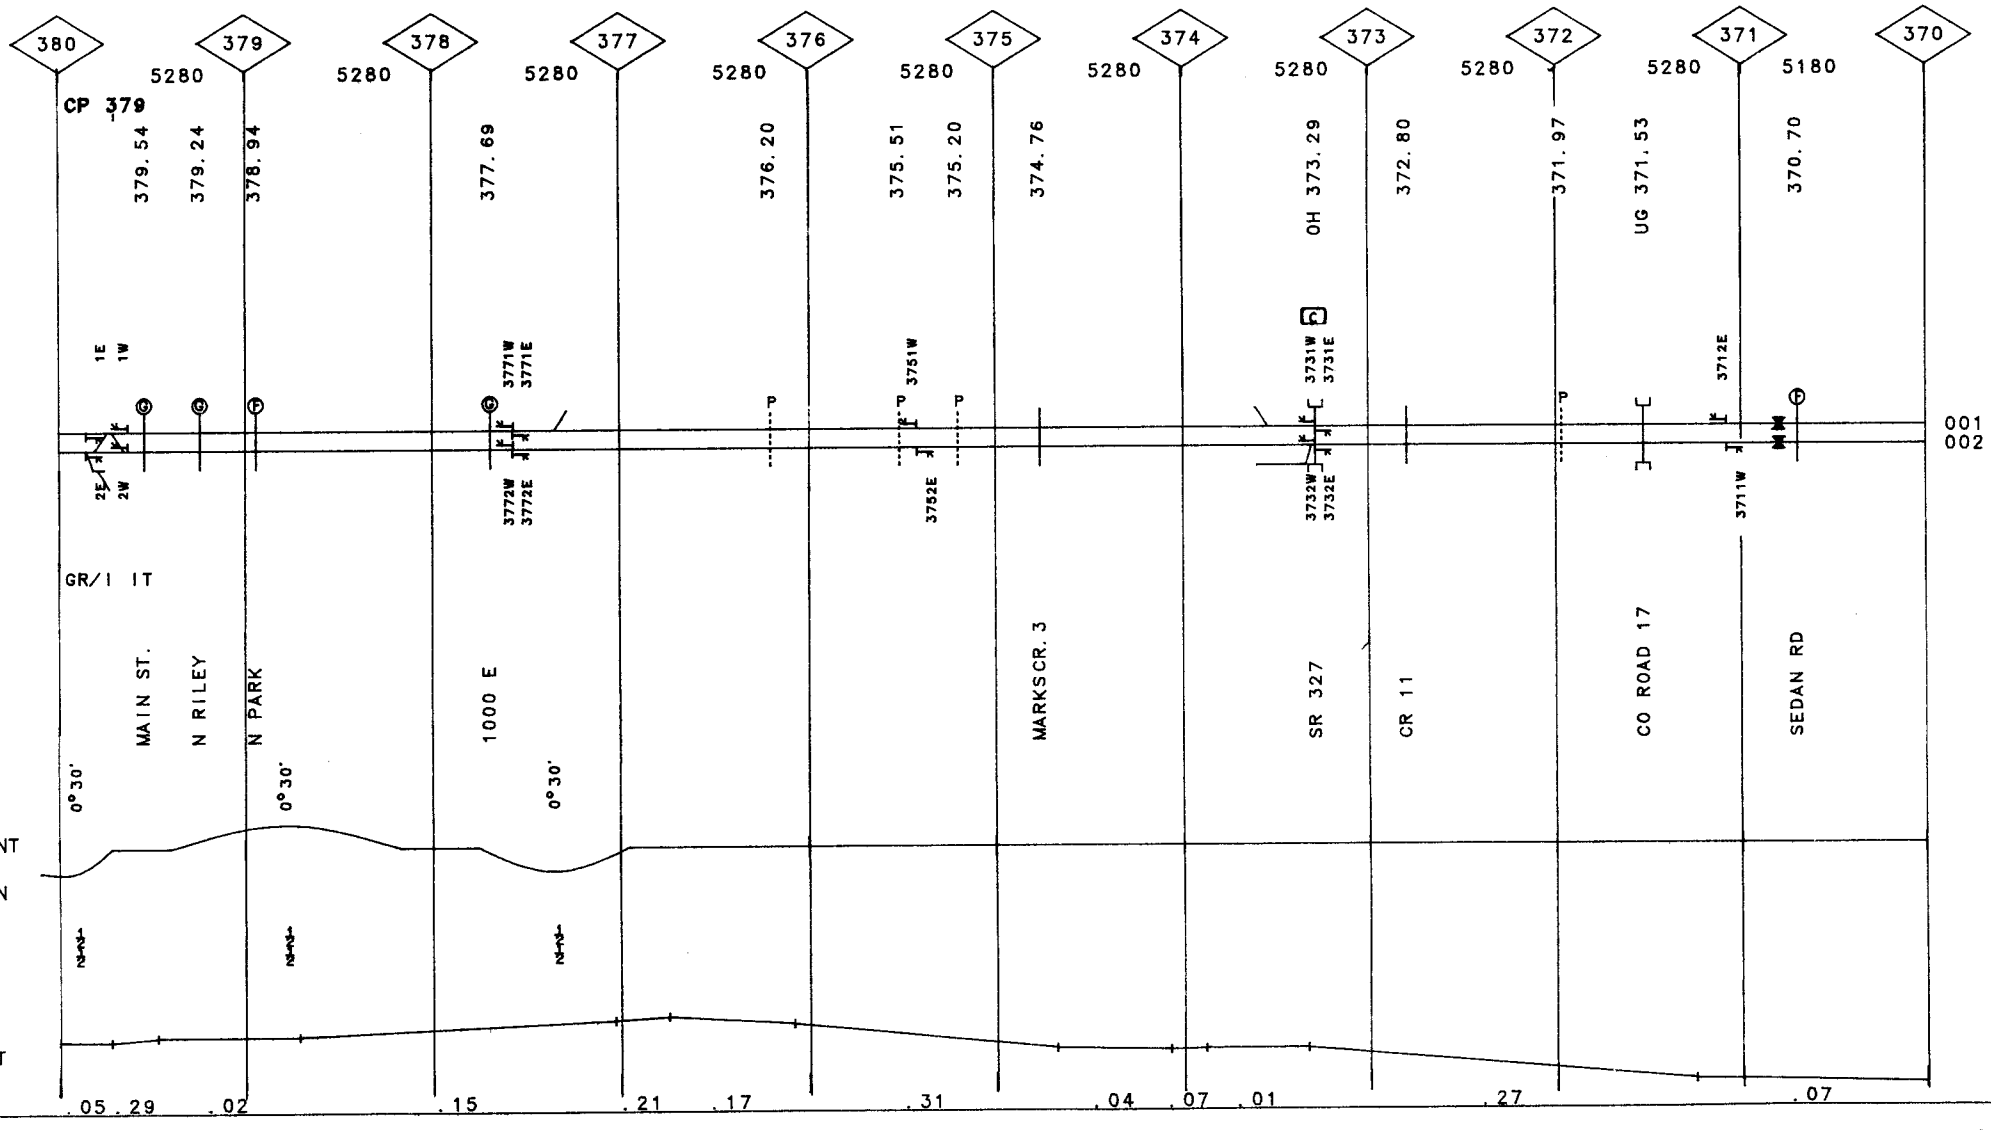 380 379 378 377 376 375 374 373 372 371 370
5280 5280 5280 5280 5280 5280 5280 5280 5280 5180
CP 379
379.54 379.24 378.94 377.69 376.20 375.51 375.20 374.76 OH 373.29 372.80 371.97 UG 371.53 370.70
C
1E 1W 3771W 3771E 3751W 3731W 3731E 3712E
G G F G P P P P F
001
002
2E 2W 3772W 3772E 3752E 3732W 3732E 3711W
GR/I IT
MAIN ST. N RILEY N PARK 1000 E MARKSCR.3 SR 327 CR 11 CO ROAD 17 SEDAN RD
0°30' 0°30' 0°30'
NT
N
T
.05 .29 .02 .15 .21 .17 .31 .04 .07 .01 .27 .07